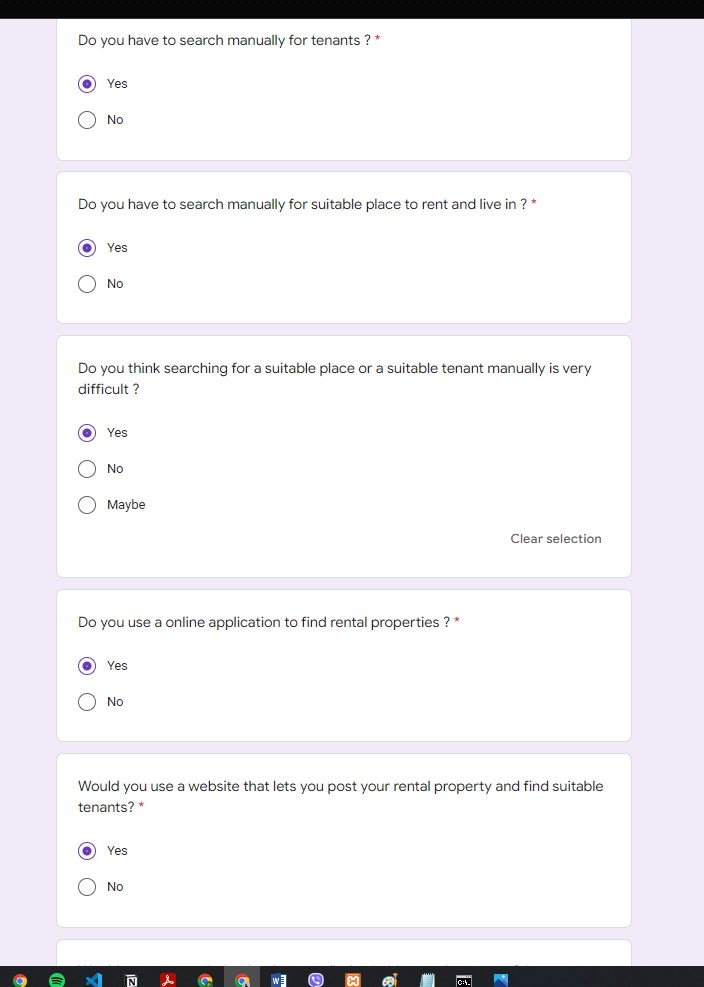 Do you have to search manually for tenants ? *
Yes
No
Do you have to search manually for suitable place to rent and live in ? *
Yes
No
Do you think searching for a suitable place or a suitable tenant manually is very
difficult ?
Yes
No
Maybe
Clear selection
Do you use a online application to find rental properties ? *
Yes
No
Would you use a website that lets you post your rental property and find suitable
tenants? *
Yes
No